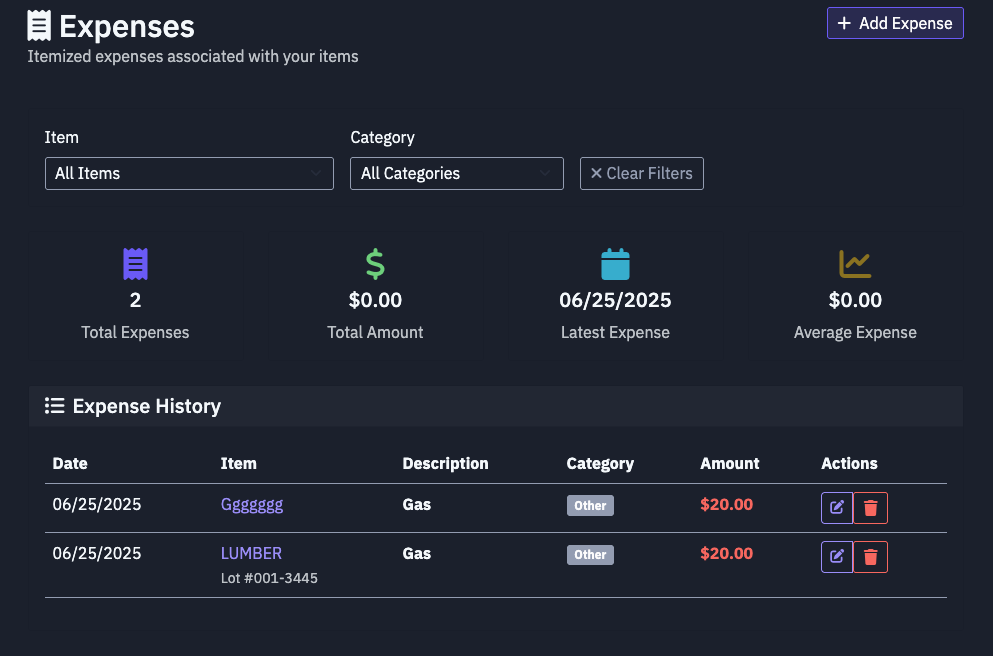 Expenses
+ Add Expense
Itemized expenses associated with your items
Item
Category
All Items
All Categories
× Clear Filters
2
$0.00
06/25/2025
$0.00
Total Expenses
Total Amount
Latest Expense
Average Expense
Expense History
Date Item Description Category Amount Actions
06/25/2025 Ggggggg Gas Other $20.00
06/25/2025 LUMBER Gas Other $20.00
Lot #001-3445